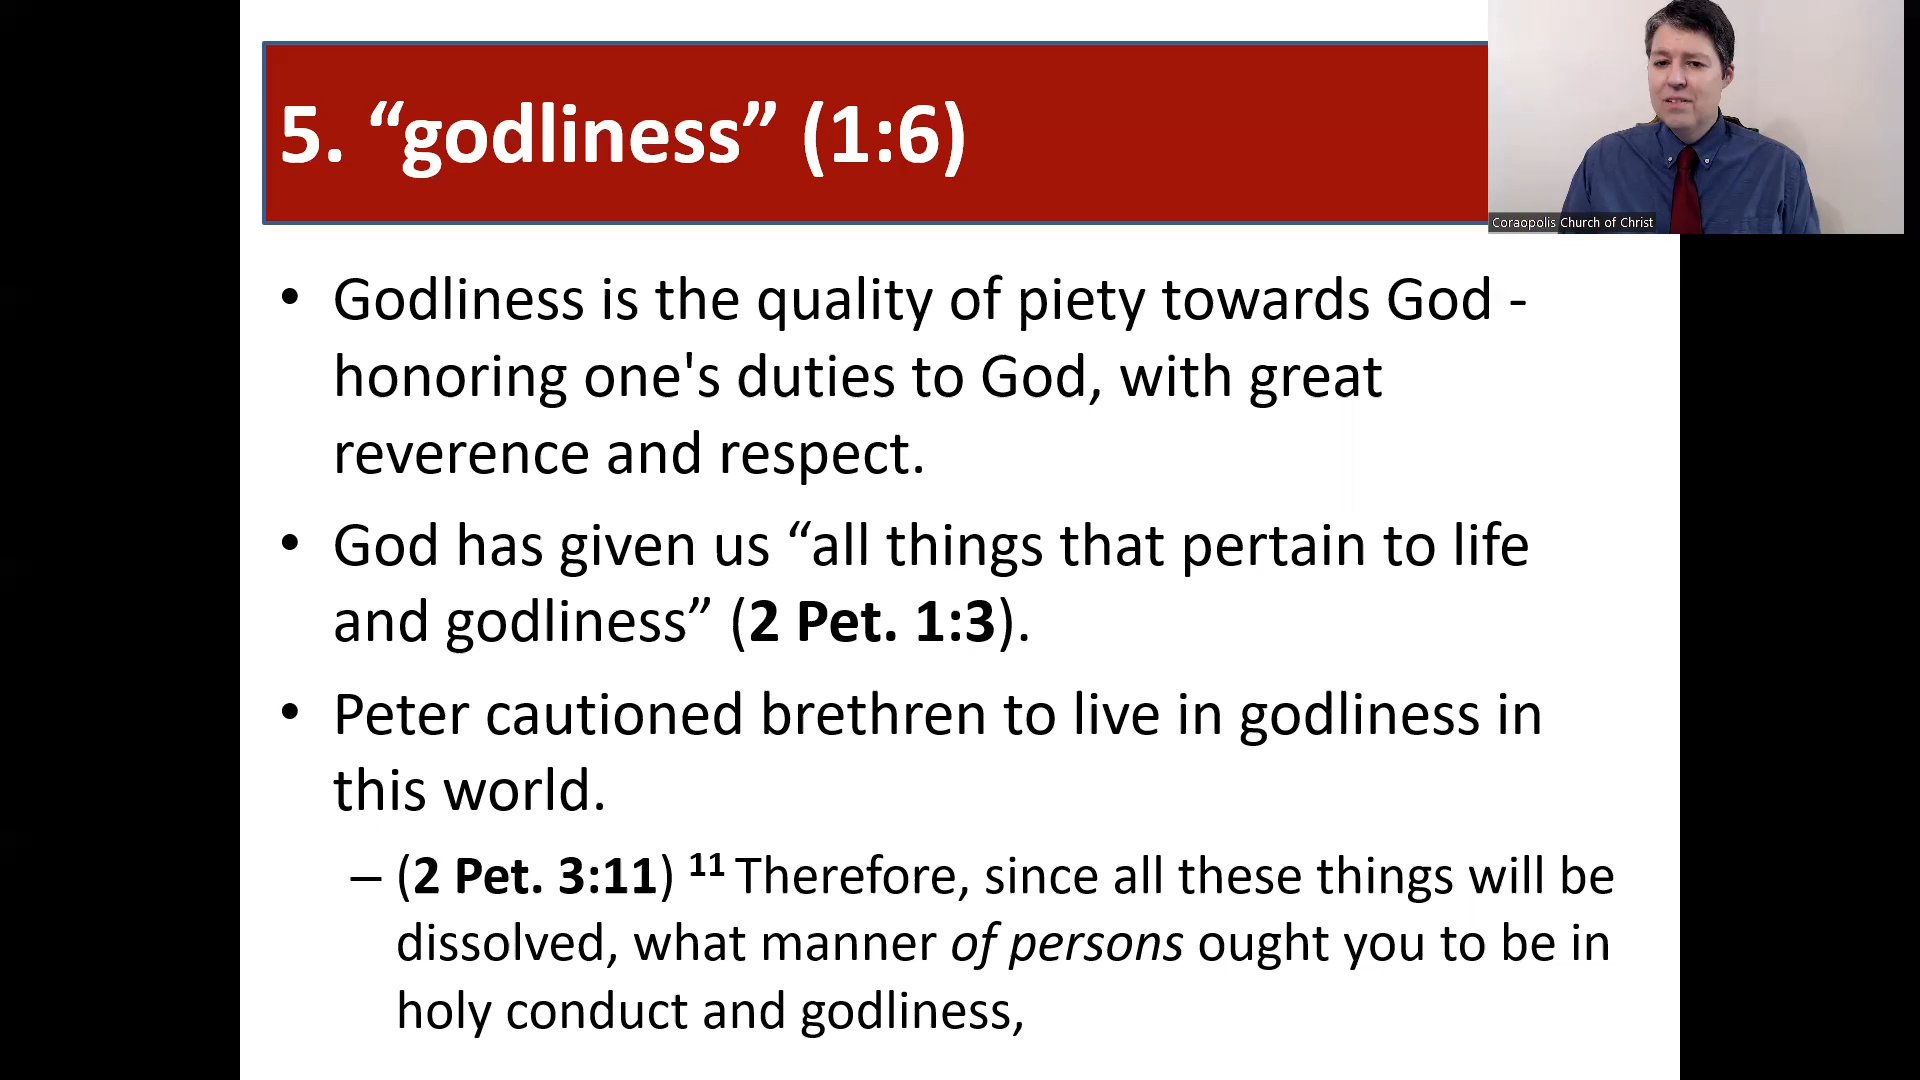 5. “godliness” (1:6)
Coraopolis Church of Christ
• Godliness is the quality of piety towards God -
honoring one's duties to God, with great
reverence and respect.
• God has given us “all things that pertain to life
and godliness” (2 Pet. 1:3).
• Peter cautioned brethren to live in godliness in
this world.
– (2 Pet. 3:11) 11 Therefore, since all these things will be
dissolved, what manner of persons ought you to be in
holy conduct and godliness,